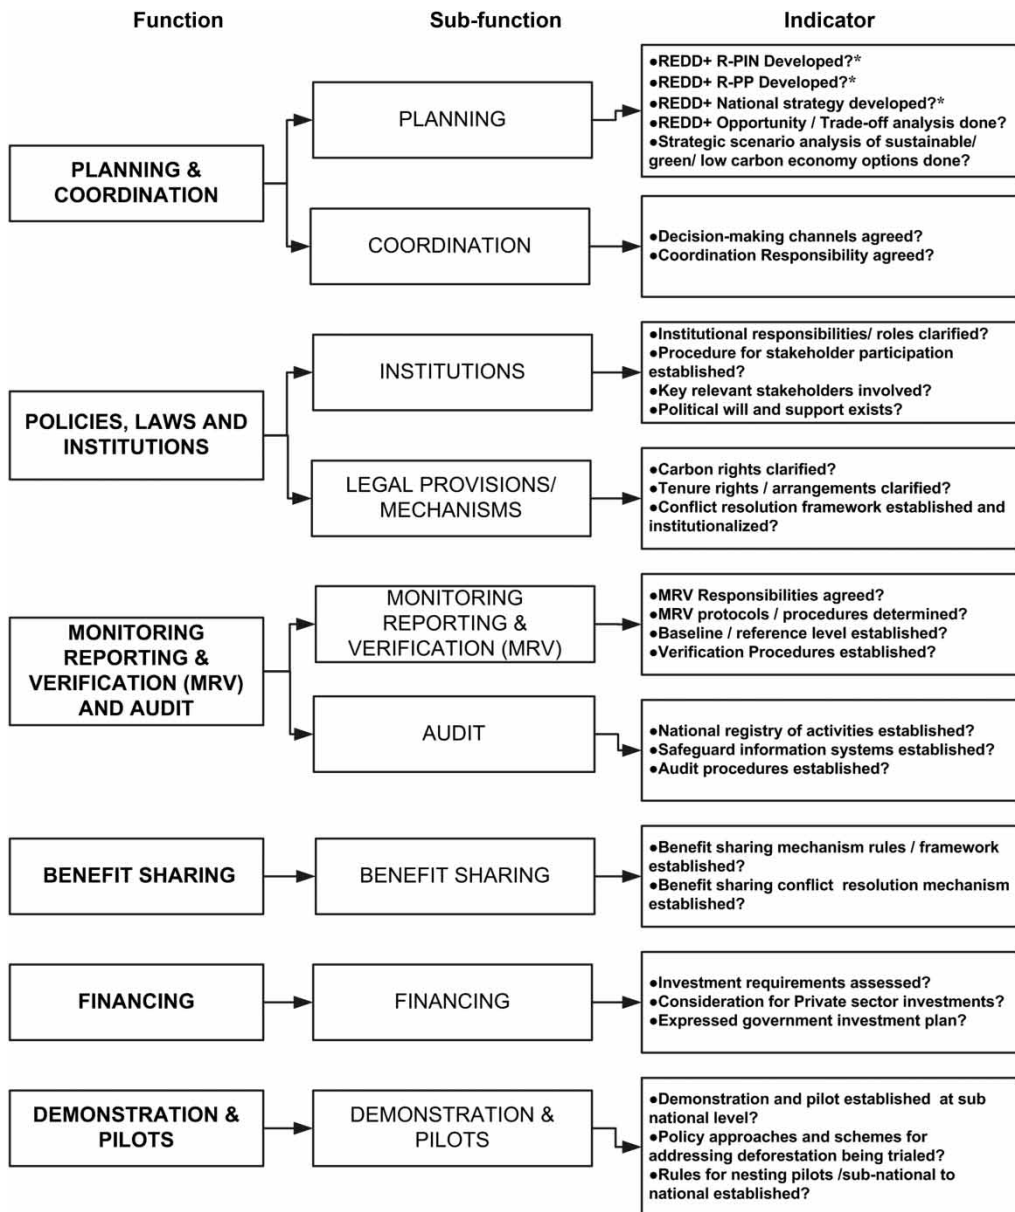 Function
Sub-function
Indicator
PLANNING &
COORDINATION
PLANNING
●REDD+ R-PIN Developed?*
●REDD+ R-PP Developed?*
●REDD+ National strategy developed?*
●REDD+ Opportunity / Trade-off analysis done?
●Strategic scenario analysis of sustainable/
green/ low carbon economy options done?
COORDINATION
●Decision-making channels agreed?
●Coordination Responsibility agreed?
POLICIES, LAWS AND
INSTITUTIONS
INSTITUTIONS
●Institutional responsibilities/ roles clarified?
●Procedure for stakeholder participation
established?
●Key relevant stakeholders involved?
●Political will and support exists?
LEGAL PROVISIONS/
MECHANISMS
●Carbon rights clarified?
●Tenure rights / arrangements clarified?
●Conflict resolution framework established and
institutionalized?
MONITORING
REPORTING &
VERIFICATION (MRV)
AND AUDIT
MONITORING
REPORTING &
VERIFICATION (MRV)
●MRV Responsibilities agreed?
●MRV protocols / procedures determined?
●Baseline / reference level established?
●Verification Procedures established?
AUDIT
●National registry of activities established?
●Safeguard information systems established?
●Audit procedures established?
BENEFIT SHARING
BENEFIT SHARING
●Benefit sharing mechanism rules / framework
established?
●Benefit sharing conflict resolution mechanism
established?
FINANCING
FINANCING
●Investment requirements assessed?
●Consideration for Private sector investments?
●Expressed government investment plan?
DEMONSTRATION &
PILOTS
DEMONSTRATION &
PILOTS
●Demonstration and pilot established at sub
national level?
●Policy approaches and schemes for
addressing deforestation being trialed?
●Rules for nesting pilots /sub-national to
national established?